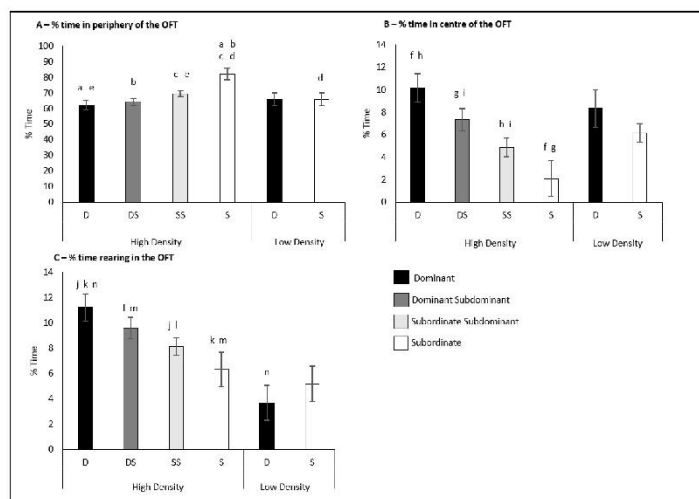 A – % time in periphery of the OFT
% Time
100
90
80
70
60
50
40
30
20
10
0
a e
b
c e
a b
c d
d
D DS SS S D S
High Density Low Density
B - % time in centre of the OFT
% Time
14
12
10
8
6
4
2
0
f h
g i
h i
f g
D DS SS S D S
High Density Low Density
C - % time rearing in the OFT
% Time
14
12
10
8
6
4
2
0
j k n
l m
j l
k m
n
D DS SS S D S
High Density Low Density
Dominant
Dominant Subdominant
Subordinate Subdominant
Subordinate